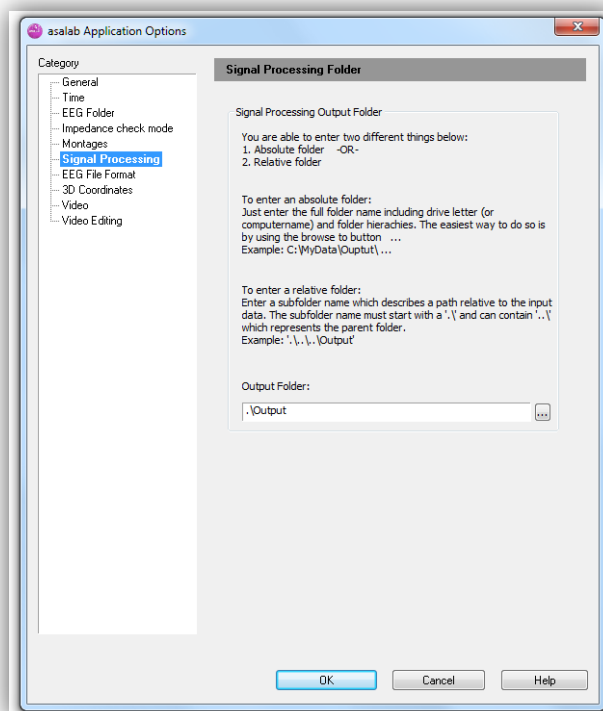 asalab Application Options
Category
General
Time
EEG Folder
Impedance check mode
Montages
Signal Processing
EEG File Format
3D Coordinates
Video
Video Editing
Signal Processing Folder
Signal Processing Output Folder
You are able to enter two different things below:
1. Absolute folder -OR-
2. Relative folder
To enter an absolute folder:
Just enter the full folder name including drive letter (or
computername) and folder hierachies. The easiest way to do so is
by using the browse to button ...
Example: C:\MyData\Ouptut\ ...
To enter a relative folder:
Enter a subfolder name which describes a path relative to the input
data. The subfolder name must start with a '.\' and can contain '..\'
which represents the parent folder.
Example: '.\..\..\Output'
Output Folder:
.\Output
...
OK
Cancel
Help